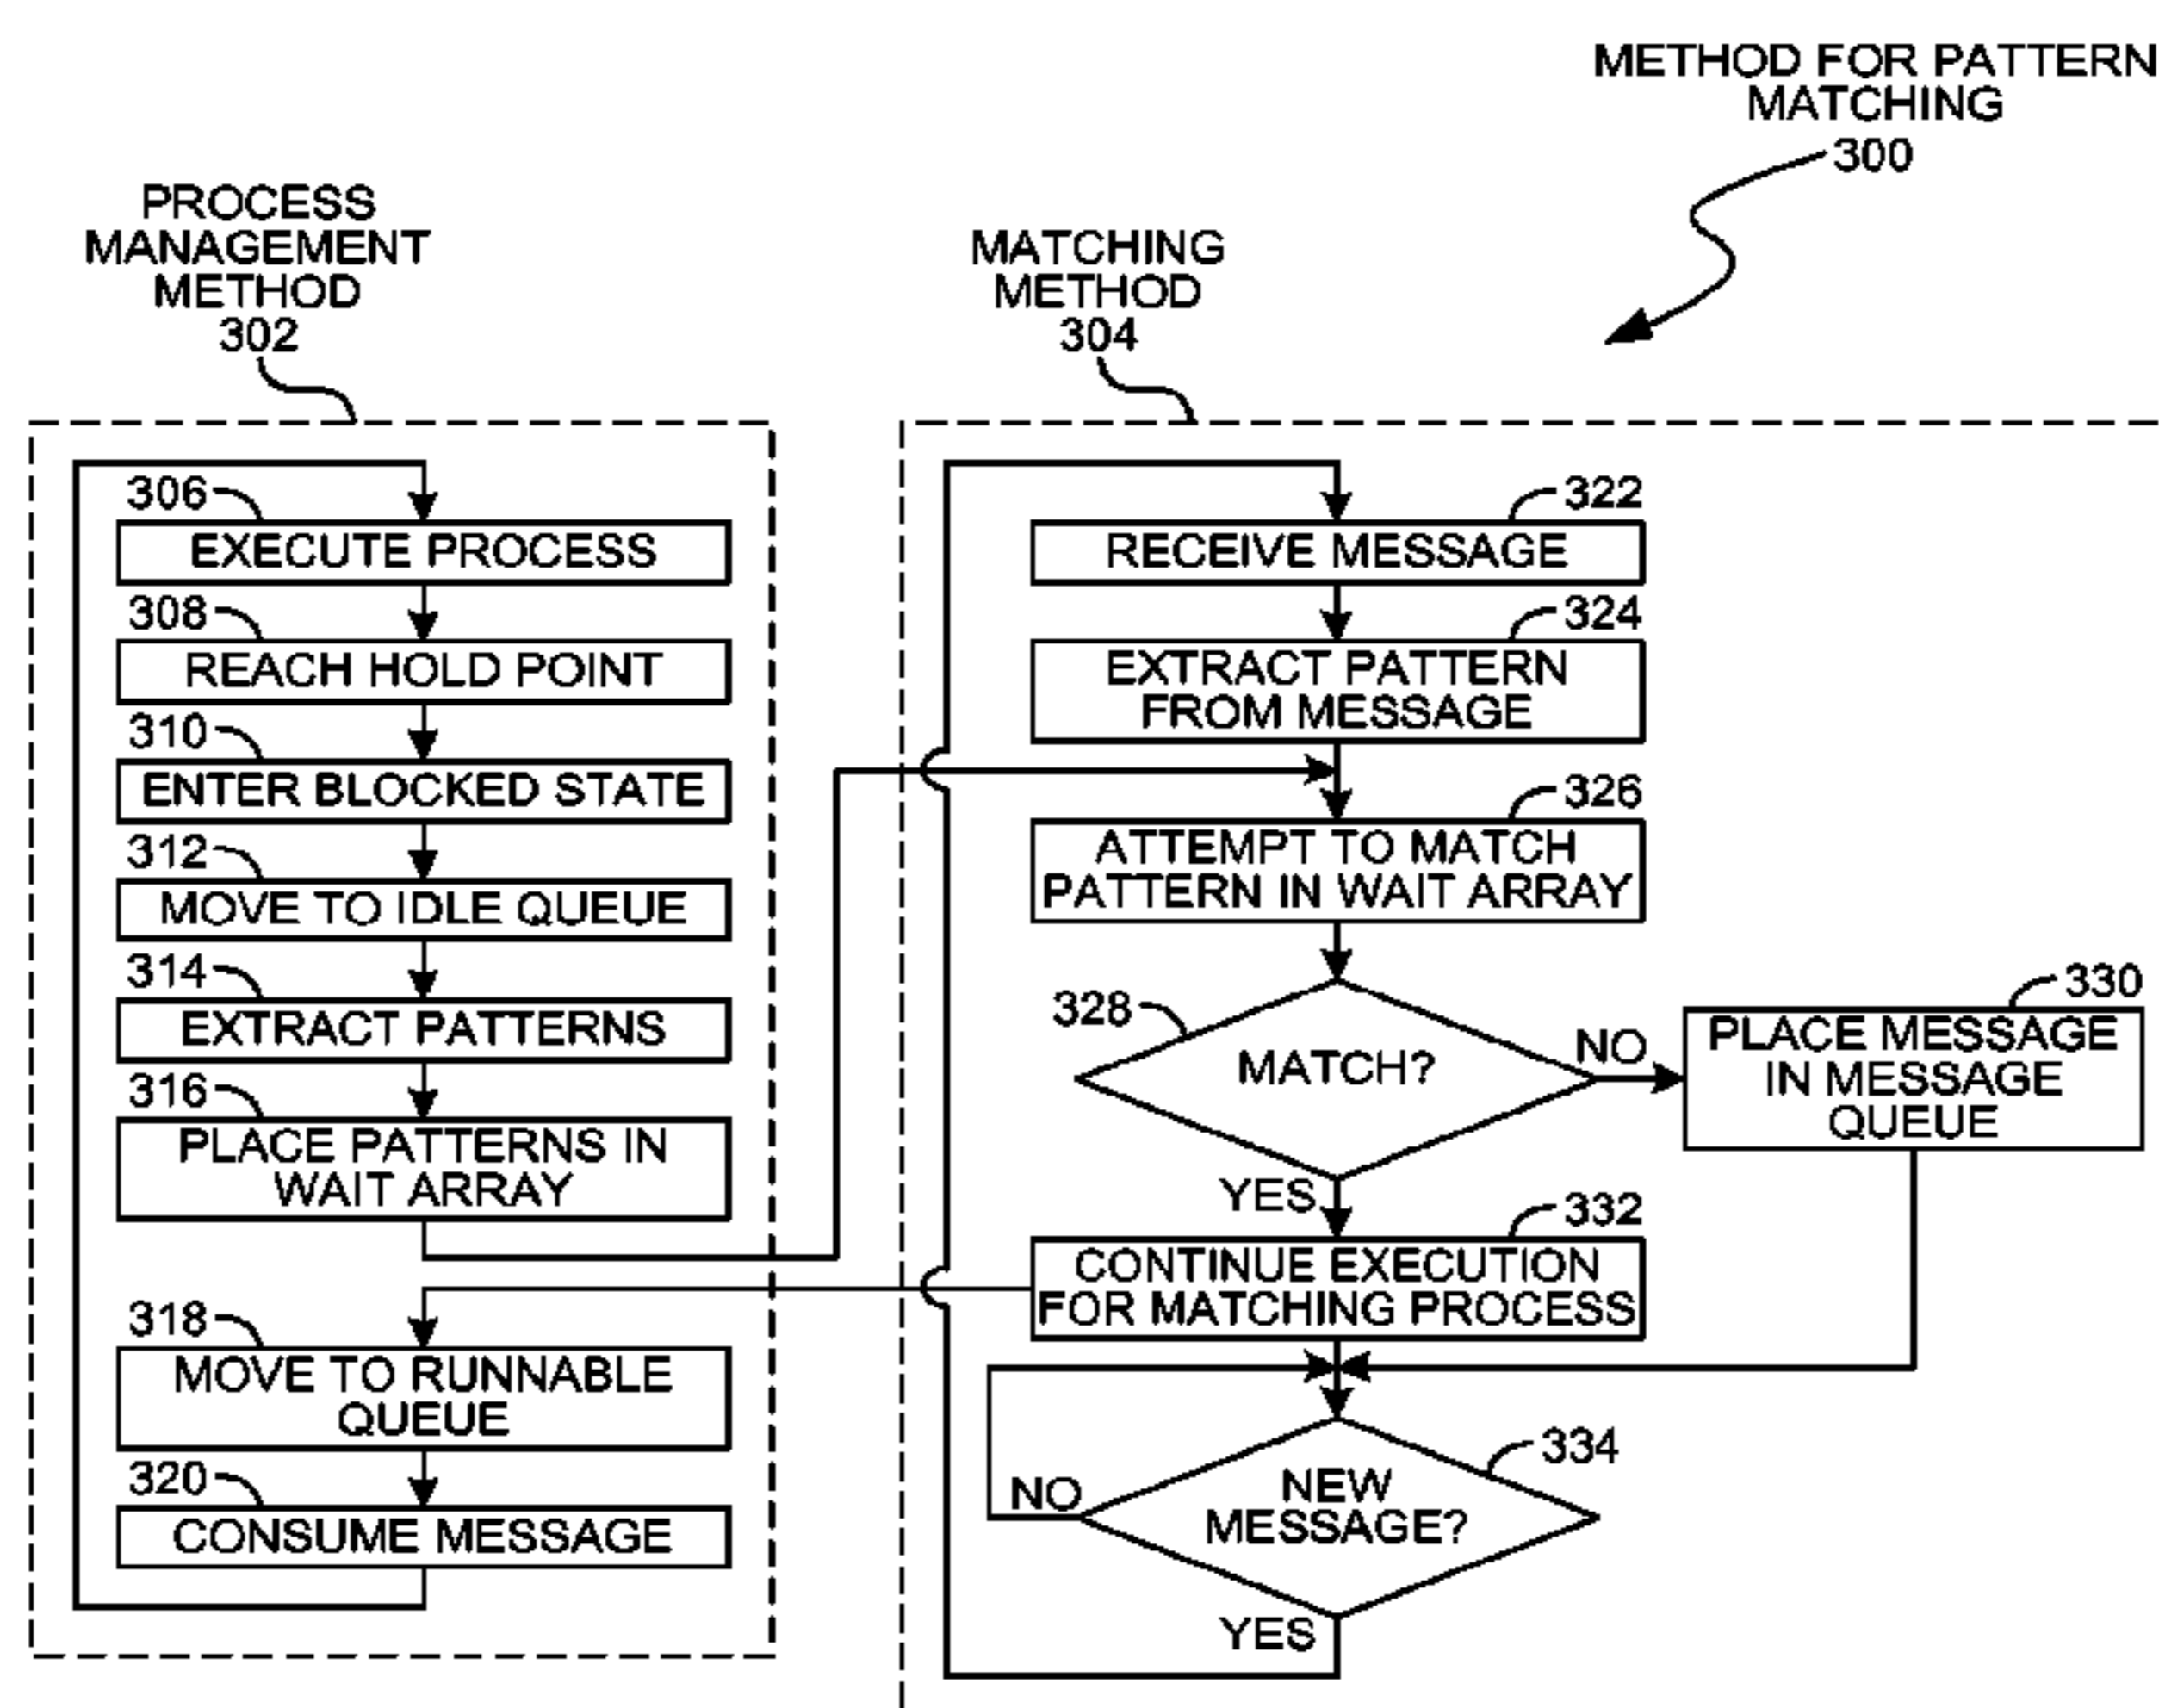 METHOD FOR PATTERN
MATCHING
300
PROCESS
MANAGEMENT
METHOD
302
MATCHING
METHOD
304
306
EXECUTE PROCESS
308
REACH HOLD POINT
310
ENTER BLOCKED STATE
312
MOVE TO IDLE QUEUE
314
EXTRACT PATTERNS
316
PLACE PATTERNS IN
WAIT ARRAY
318
MOVE TO RUNNABLE
QUEUE
320
CONSUME MESSAGE
322
RECEIVE MESSAGE
324
EXTRACT PATTERN
FROM MESSAGE
326
ATTEMPT TO MATCH
PATTERN IN WAIT ARRAY
328
MATCH?
NO
330
PLACE MESSAGE
IN MESSAGE
QUEUE
YES
332
CONTINUE EXECUTION
FOR MATCHING PROCESS
334
NEW
MESSAGE?
NO
YES